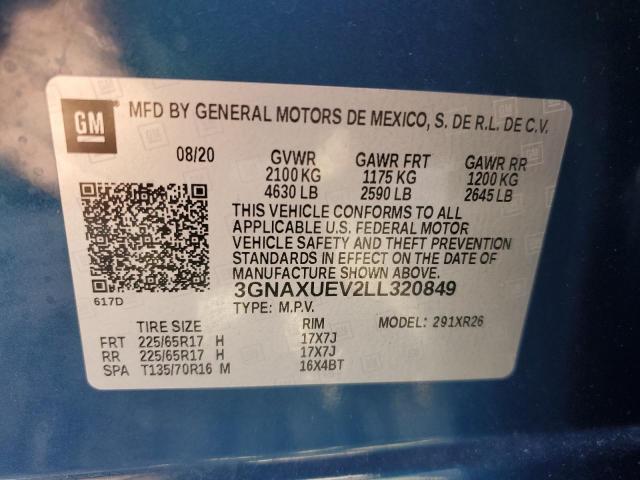 GM
MFD BY GENERAL MOTORS DE MEXICO, S. DE R.L. DE C.V.
08/20 GVWR GAWR FRT GAWR RR
2100 KG 1175 KG 1200 KG
4630 LB 2590 LB 2645 LB
THIS VEHICLE CONFORMS TO ALL
APPLICABLE U.S. FEDERAL MOTOR
VEHICLE SAFETY AND THEFT PREVENTION
STANDARDS IN EFFECT ON THE DATE OF
MANUFACTURE SHOWN ABOVE.
617D 3GNAXUEV2LL320849
TYPE: M.P.V.
TIRE SIZE RIM MODEL: 291XR26
FRT 225/65R17 H 17X7J
RR 225/65R17 H 17X7J
SPA T135/70R16 M 16X4BT